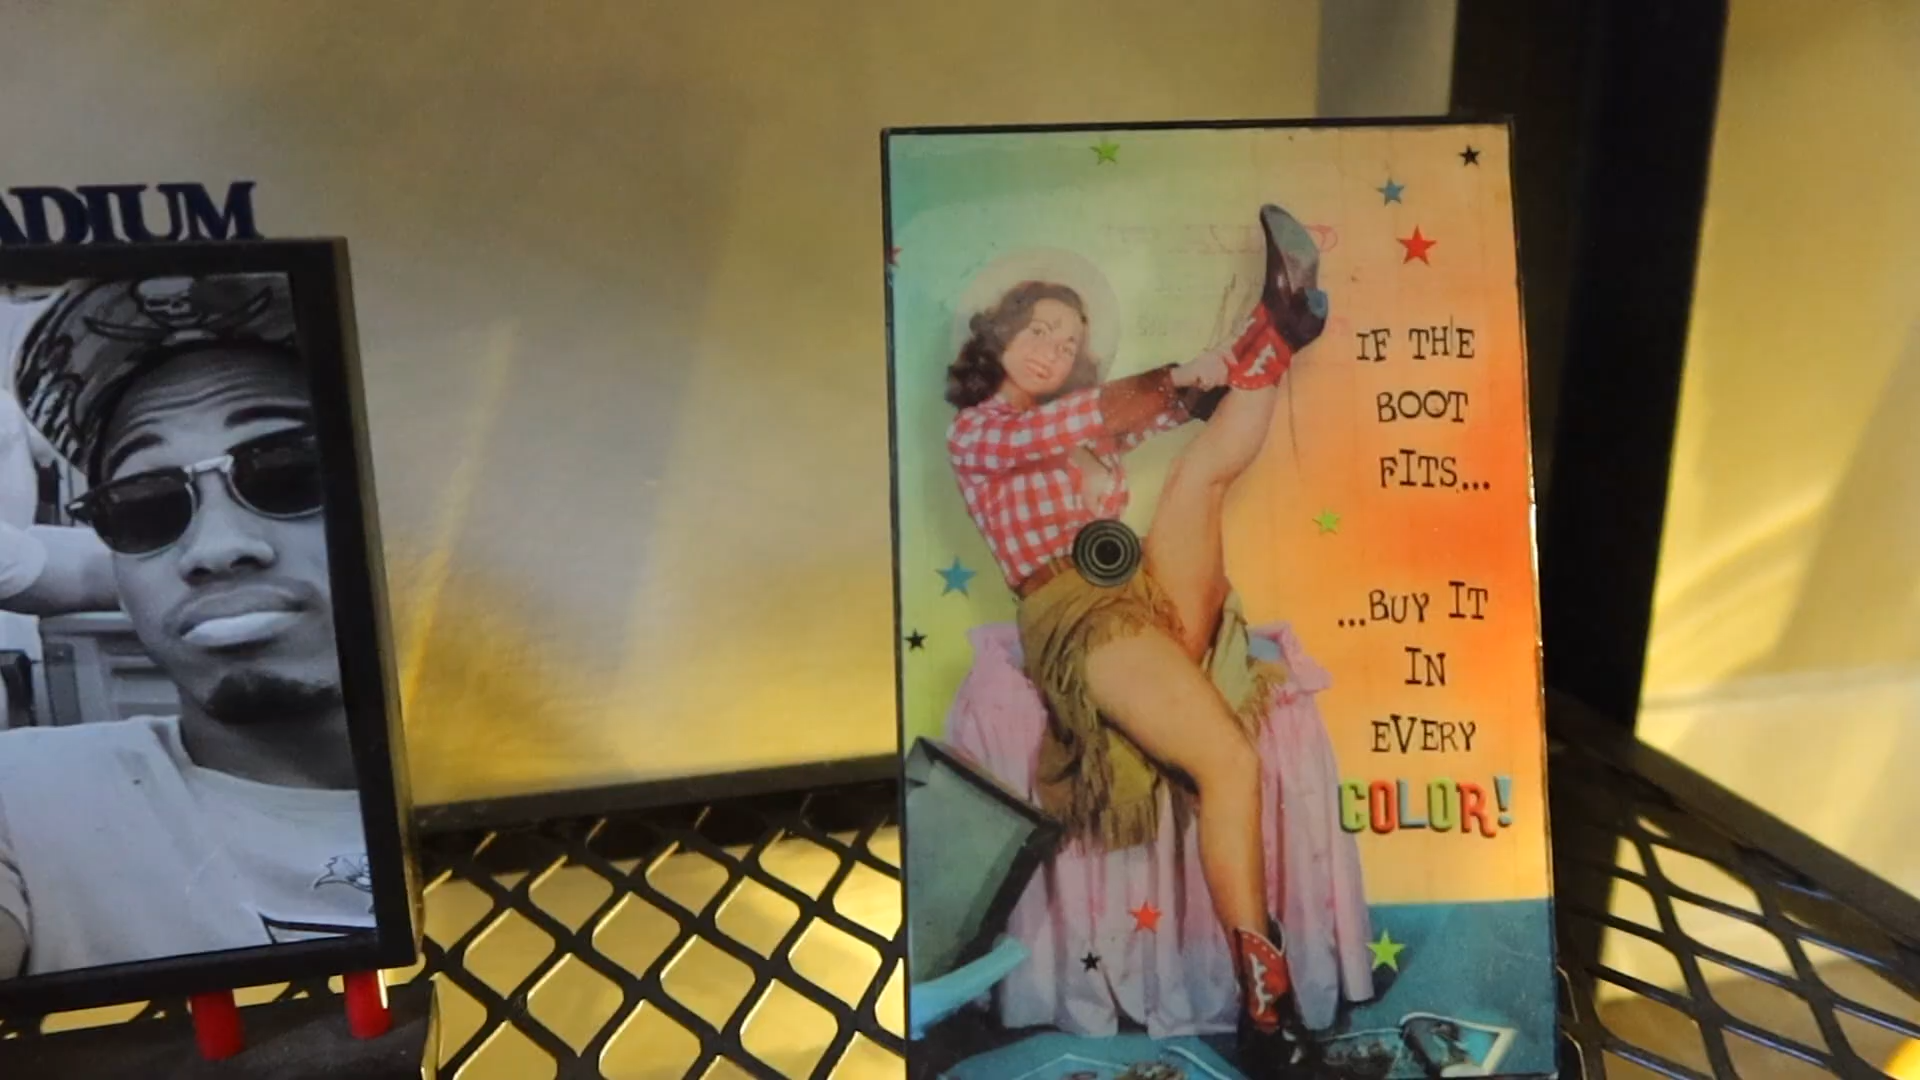 ADIUM
IF THE
BOOT
FITS...
...BUY IT
IN
EVERY
COLOR!